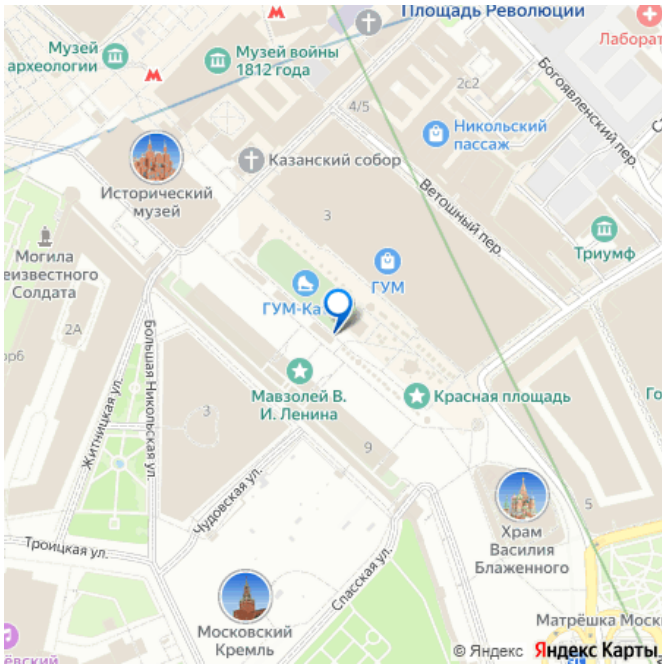 Площадь Революции
Музей
археологии
Музей войны
1812 года
Лаборат
Богоявленский пер.
2с2
4/5
Никольский
пассаж
Казанский собор
Исторический
музей
3
Ветошный пер.
Триумф
Могила
еизвестного
Солдата
ГУМ-Ка
ГУМ
2А
Большая Никольская ул.
Житницкая ул.
Мавзолей В.
И. Ленина
Красная площадь
Го
3
9
Чудовская ул.
5
Троицкая ул.
Спасская ул.
Храм
Василия
Блаженного
Московский
Кремль
Матрёшка Моск
© Яндекс
Яндекс Карты